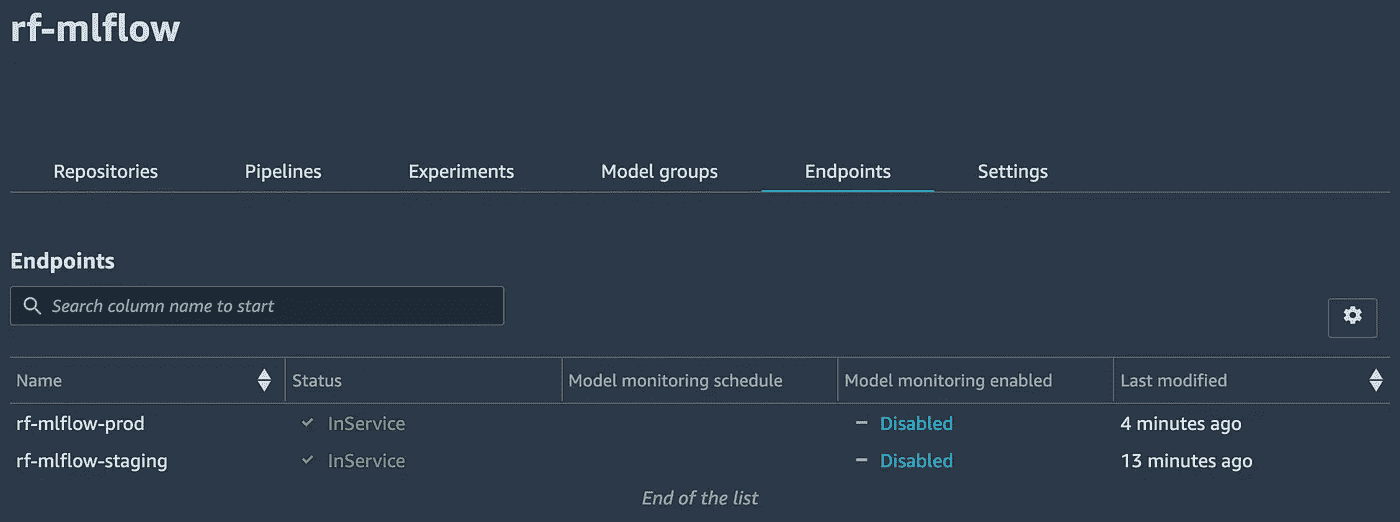 rf-mlflow
Repositories Pipelines Experiments Model groups Endpoints Settings
Endpoints
Search column name to start
Name Status Model monitoring schedule Model monitoring enabled Last modified
rf-mlflow-prod InService Disabled 4 minutes ago
rf-mlflow-staging InService Disabled 13 minutes ago
End of the list